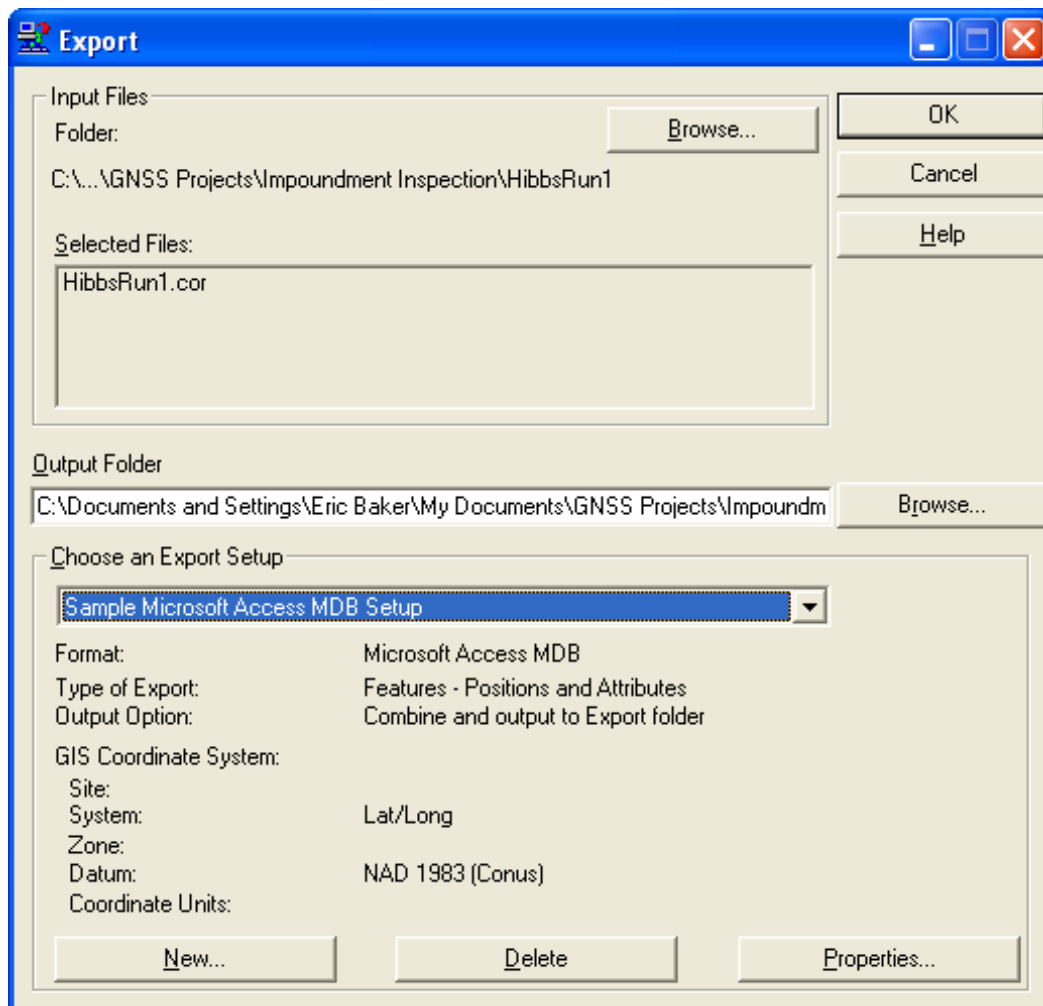 Export
Input Files
Folder:
Browse...
OK
C:\...\GNSS Projects\Impoundment Inspection\HibbsRun1
Cancel
Selected Files:
Help
HibbsRun1.cor
Output Folder
C:\Documents and Settings\Eric Baker\My Documents\GNSS Projects\Impoundm
Browse...
Choose an Export Setup
Sample Microsoft Access MDB Setup
Format: Microsoft Access MDB
Type of Export: Features - Positions and Attributes
Output Option: Combine and output to Export folder
GIS Coordinate System:
Site:
System: Lat/Long
Zone:
Datum: NAD 1983 (Conus)
Coordinate Units:
New... Delete Properties...